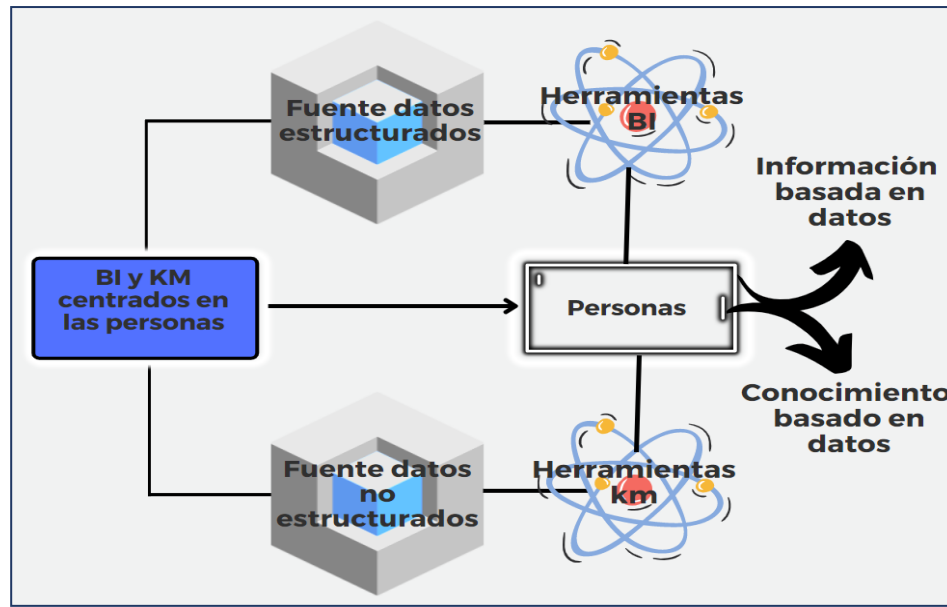 Fuente datos
estructurados
Herramientas
BI
Información
basada en
datos
BI y KM
centrados en
las personas
Personas
Conocimiento
basado en
datos
Fuente datos
no
estructurados
Herramientas
km